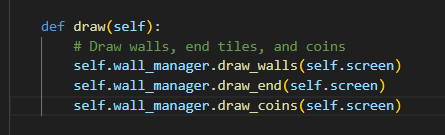 def draw(self):
    # Draw walls, end tiles, and coins
    self.wall_manager.draw_walls(self.screen)
    self.wall_manager.draw_end(self.screen)
    self.wall_manager.draw_coins(self.screen)